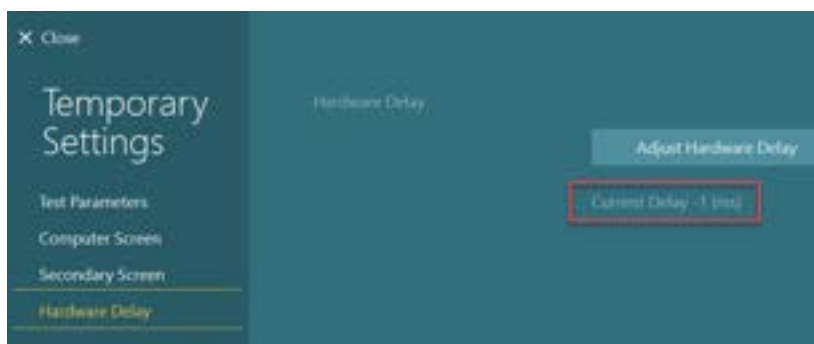 ✕ Close
Temporary
Settings
Test Parameters
Computer Screen
Secondary Screen
Hardware Delay
Hardware Delay
Adjust Hardware Delay
Current Delay -1 (ms)